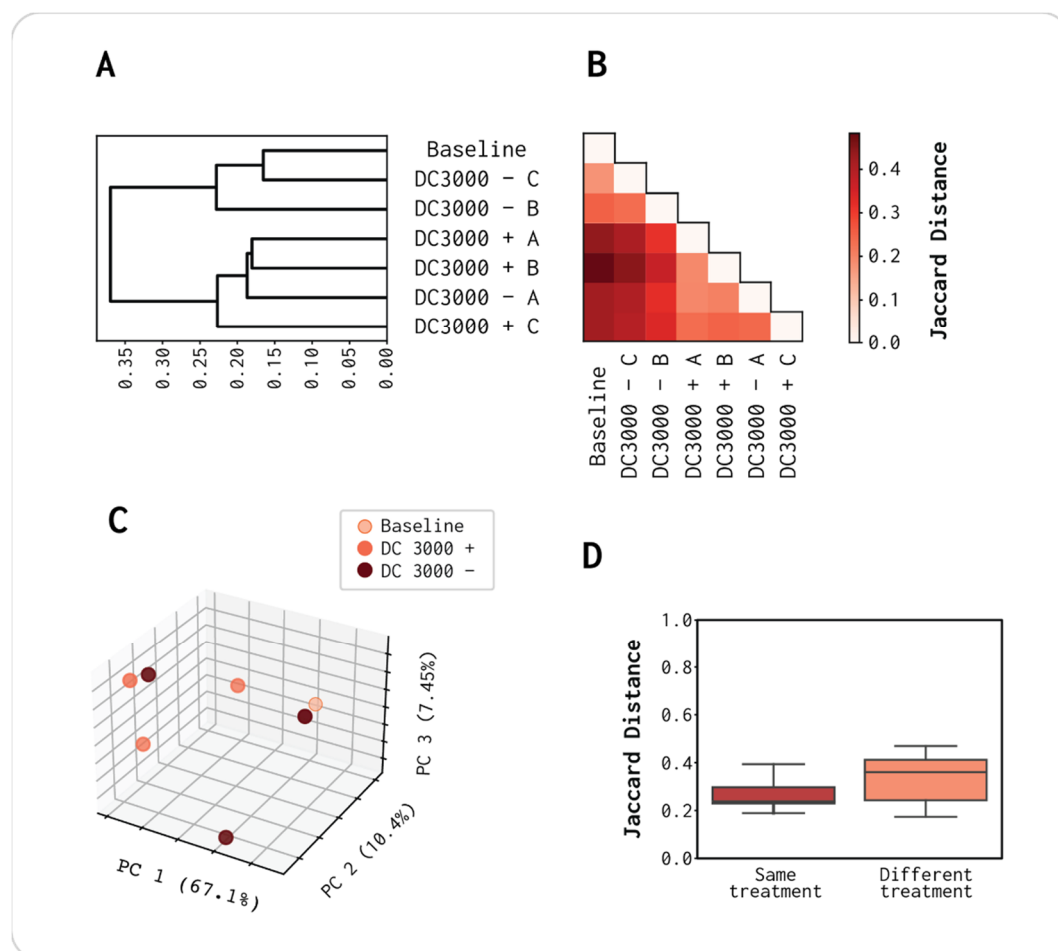 A
Baseline
DC3000 - C
DC3000 - B
DC3000 + A
DC3000 + B
DC3000 - A
DC3000 + C
0.35 0.30 0.25 0.20 0.15 0.10 0.05 0.00
B
0.4
0.3
0.2
0.1
0.0
Jaccard Distance
Baseline
DC3000 - C
DC3000 - B
DC3000 + A
DC3000 + B
DC3000 - A
DC3000 + C
C
Baseline
DC 3000 +
DC 3000 -
PC 1 (67.1%)
PC 2 (10.4%)
PC 3 (7.45%)
D
Jaccard Distance
1.0
0.8
0.6
0.4
0.2
0.0
Same
treatment
Different
treatment